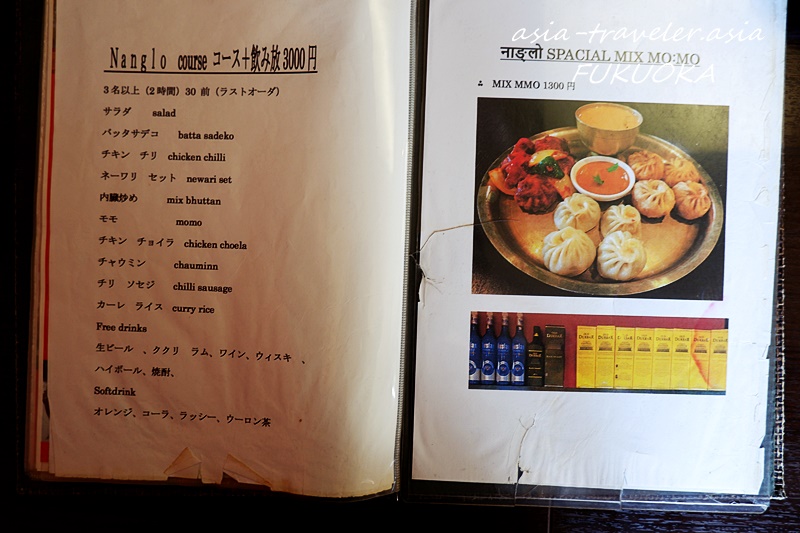 Nanglo course コース+飲み放3000円
3名以上（2時間）30 前（ラストオーダ）
サラダ salad
バッタサデコ batta sadeko
チキン チリ chicken chilli
ネーワリ セット newari set
内臓炒め mix bhuttan
モモ momo
チキン チョイラ chicken choela
チャウミン chauminn
チリ ソセジ chilli sausage
カーレ ライス curry rice
Free drinks
生ビール 、ククリ ラム、ワイン、ウィスキ 、
ハイボール、焼酎、
Softdrink
オレンジ、コーラ、ラッシー、ウーロン茶
asia-traveler.asia
नाङ्लो SPACIAL MIX MO:MO
FUKUOKA
MIX MMO 1300円